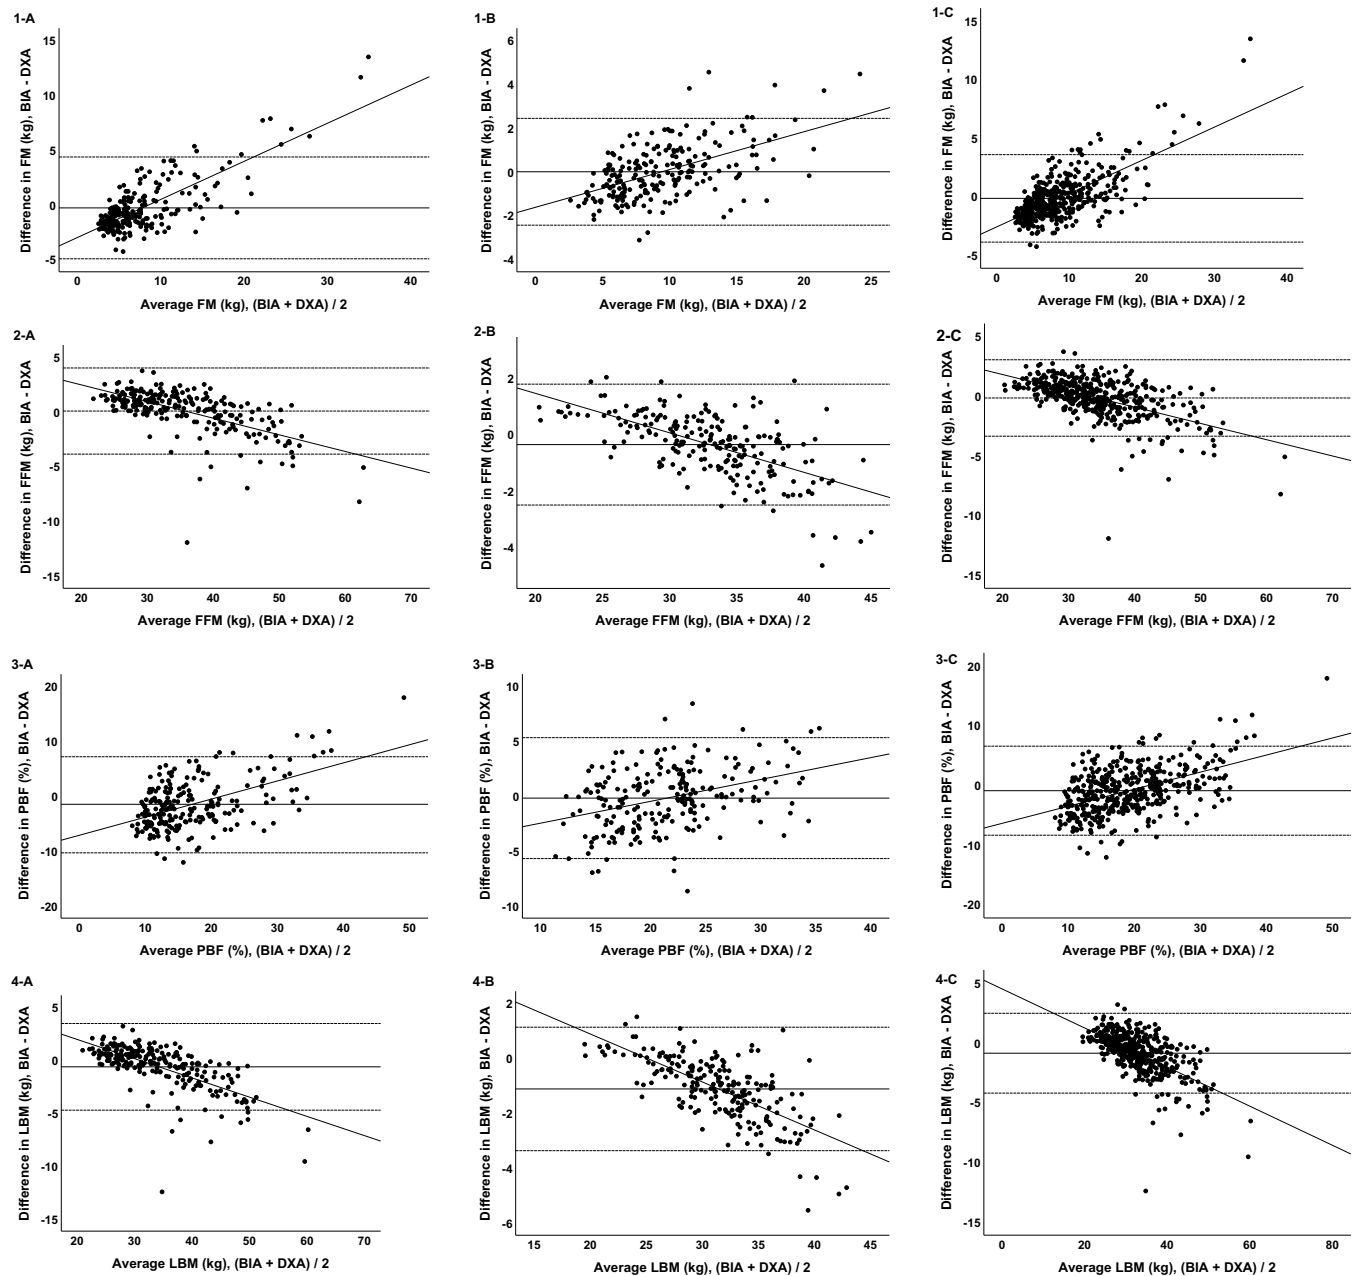 1-A
Difference in FM (kg), BIA - DXA
15
10
5
0
-5
0 10 20 30 40
Average FM (kg), (BIA + DXA) / 2
1-B
Difference in FM (kg), BIA - DXA
6
4
2
0
-2
-4
0 5 10 15 20 25
Average FM (kg), (BIA + DXA) / 2
1-C
Difference in FM (kg), BIA - DXA
15
10
5
0
-5
0 10 20 30 40
Average FM (kg), (BIA + DXA) / 2
2-A
Difference in FFM (kg), BIA - DXA
5
0
-5
-10
-15
20 30 40 50 60 70
Average FFM (kg), (BIA + DXA) / 2
2-B
Difference in FFM (kg), BIA - DXA
2
0
-2
-4
20 25 30 35 40 45
Average FFM (kg), (BIA + DXA) / 2
2-C
Difference in FFM (kg), BIA - DXA
5
0
-5
-10
-15
20 30 40 50 60 70
Average FFM (kg), (BIA + DXA) / 2
3-A
Difference in PBF (%), BIA - DXA
20
10
0
-10
-20
0 10 20 30 40 50
Average PBF (%), (BIA + DXA) / 2
3-B
Difference in PBF (%), BIA - DXA
10
5
0
-5
-10
10 15 20 25 30 35 40
Average PBF (%), (BIA + DXA) / 2
3-C
Difference in PBF (%), BIA - DXA
20
10
0
-10
-20
0 10 20 30 40 50
Average PBF (%), (BIA + DXA) / 2
4-A
Difference in LBM (kg), BIA - DXA
5
0
-5
-10
-15
20 30 40 50 60 70
Average LBM (kg), (BIA + DXA) / 2
4-B
Difference in LBM (kg), BIA - DXA
2
0
-2
-4
-6
15 20 25 30 35 40 45
Average LBM (kg), (BIA + DXA) / 2
4-C
Difference in LBM (kg), BIA - DXA
5
0
-5
-10
-15
0 20 40 60 80
Average LBM (kg), (BIA + DXA) / 2